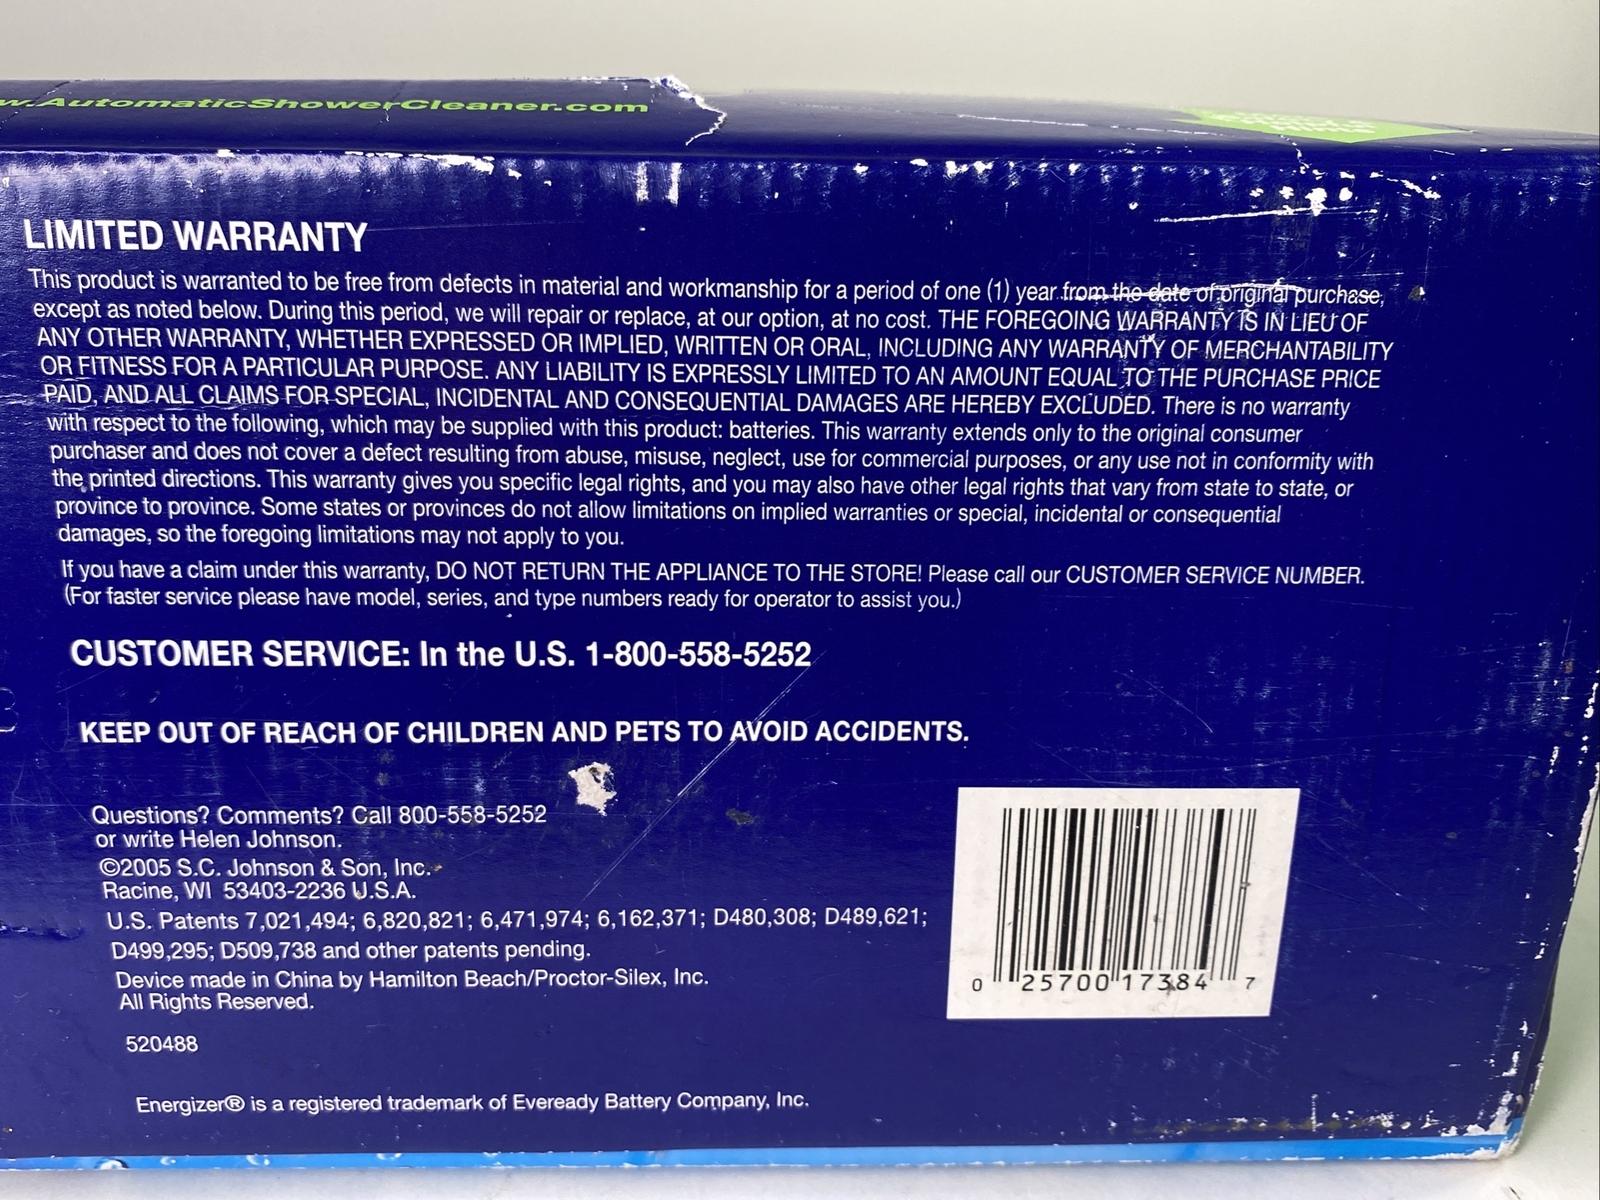 w.AutomaticShowerCleaner.com
LIMITED WARRANTY
This product is warranted to be free from defects in material and workmanship for a period of one (1) year from the date of original purchase,
except as noted below. During this period, we will repair or replace, at our option, at no cost. THE FOREGOING WARRANTY IS IN LIEU OF
ANY OTHER WARRANTY, WHETHER EXPRESSED OR IMPLIED, WRITTEN OR ORAL, INCLUDING ANY WARRANTY OF MERCHANTABILITY
OR FITNESS FOR A PARTICULAR PURPOSE. ANY LIABILITY IS EXPRESSLY LIMITED TO AN AMOUNT EQUAL TO THE PURCHASE PRICE
PAID, AND ALL CLAIMS FOR SPECIAL, INCIDENTAL AND CONSEQUENTIAL DAMAGES ARE HEREBY EXCLUDED. There is no warranty
with respect to the following, which may be supplied with this product: batteries. This warranty extends only to the original consumer
purchaser and does not cover a defect resulting from abuse, misuse, neglect, use for commercial purposes, or any use not in conformity with
the printed directions. This warranty gives you specific legal rights, and you may also have other legal rights that vary from state to state, or
province to province. Some states or provinces do not allow limitations on implied warranties or special, incidental or consequential
damages, so the foregoing limitations may not apply to you.
If you have a claim under this warranty, DO NOT RETURN THE APPLIANCE TO THE STORE! Please call our CUSTOMER SERVICE NUMBER.
(For faster service please have model, series, and type numbers ready for operator to assist you.)
CUSTOMER SERVICE: In the U.S. 1-800-558-5252
KEEP OUT OF REACH OF CHILDREN AND PETS TO AVOID ACCIDENTS.
Questions? Comments? Call 800-558-5252
or write Helen Johnson.
©2005 S.C. Johnson & Son, Inc.
Racine, WI 53403-2236 U.S.A.
U.S. Patents 7,021,494; 6,820,821; 6,471,974; 6,162,371; D480,308; D489,621;
D499,295; D509,738 and other patents pending.
Device made in China by Hamilton Beach/Proctor-Silex, Inc.
All Rights Reserved.
520488
Energizer® is a registered trademark of Eveready Battery Company, Inc.
0 25700 17384 7